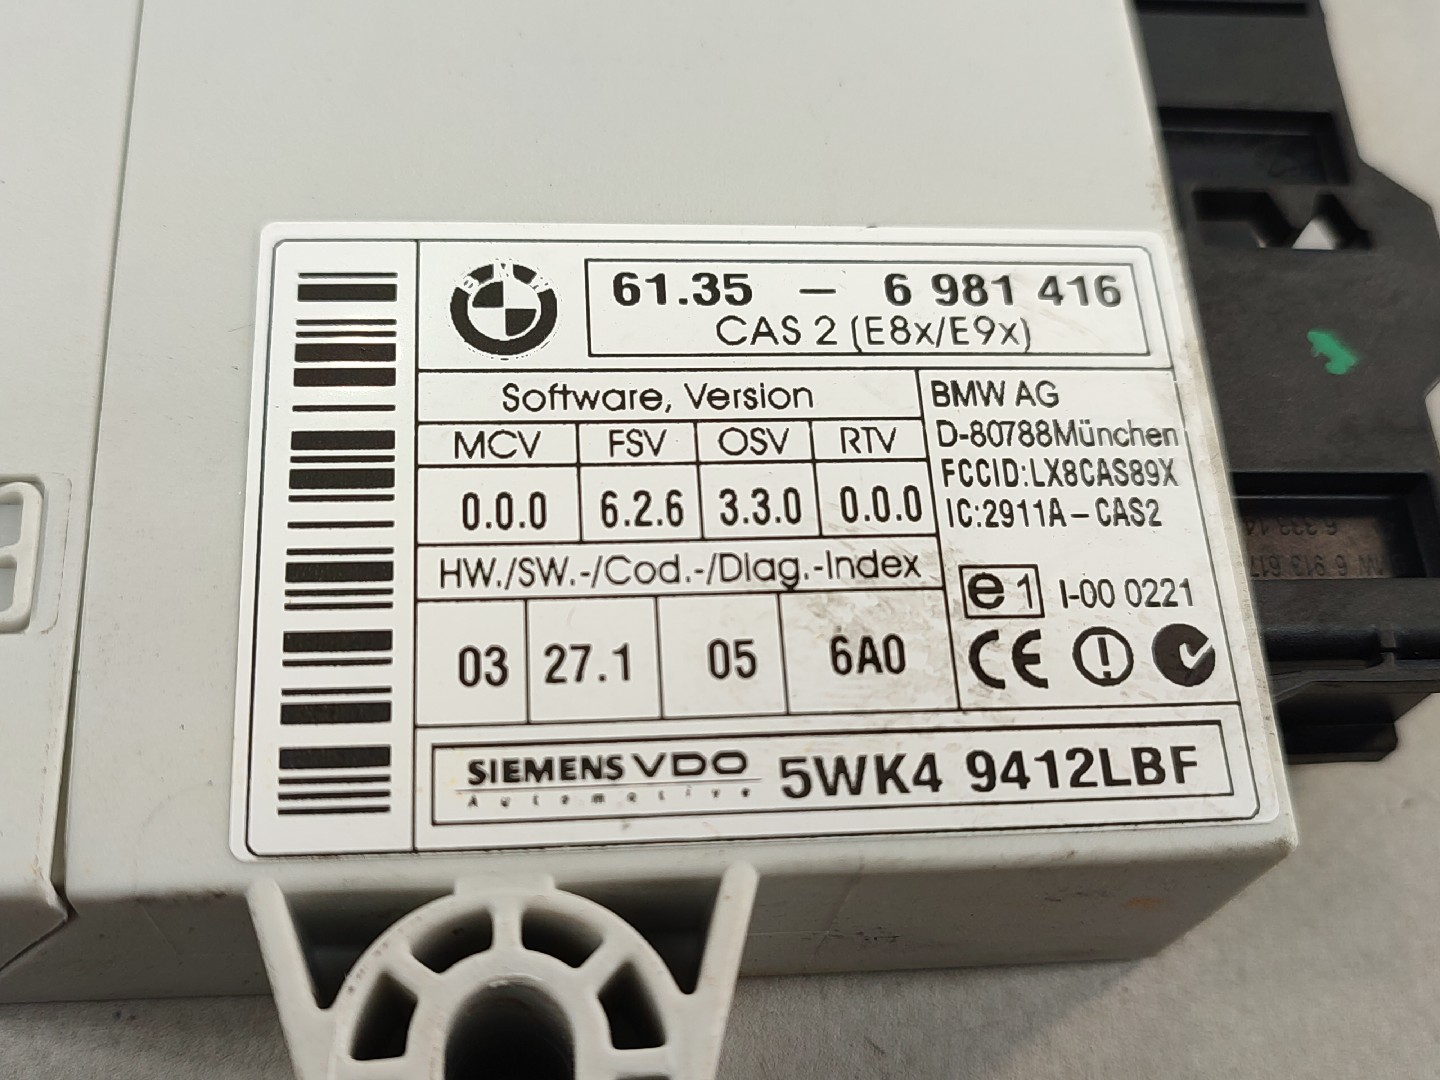 BMW
61.35 – 6 981 416
CAS 2 (E8x/E9x)
Software, Version
MCV FSV OSV RTV
0.0.0 6.2.6 3.3.0 0.0.0
HW./SW.-/Cod.-/Diag.-Index
03 27.1 05 6A0
BMW AG
D-80788München
FCCID:LX8CAS89X
IC:2911A – CAS2
e1 I-00 0221
CE
SIEMENS VDO
Automotive
5WK4 9412LBF